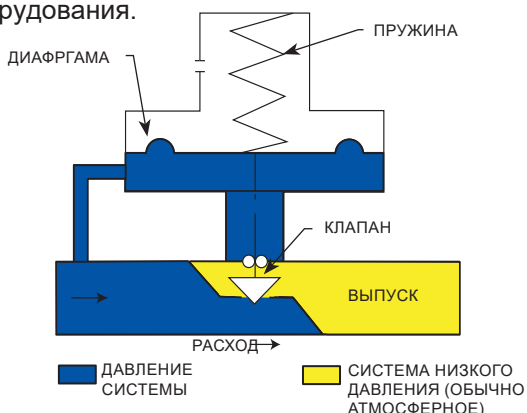 рудования.
ПРУЖИНА
ДИАФРГАМА
КЛАПАН
ВЫПУСК
РАСХОД
ДАВЛЕНИЕ
СИСТЕМЫ
СИСТЕМА НИЗКОГО
ДАВЛЕНИЯ (ОБЫЧНО
АТМОСФЕРНОЕ)